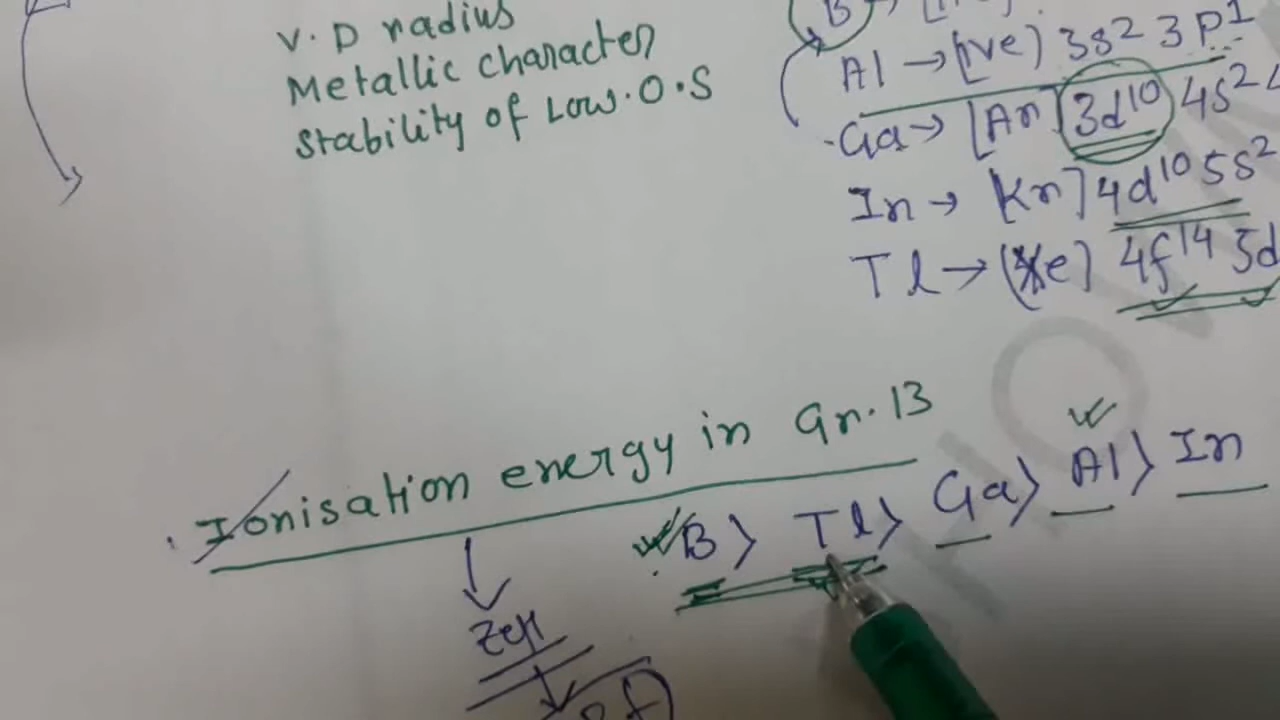 V.D radius
Metallic character
Stability of Low.O.S
B →
Al → [Ne] 3s2 3p1
Ga → [Ar] 3d10 4s2
In → [Kr] 4d10 5s2
Tl → [Xe] 4f14 5d
Ionisation energy in Gr.13
B > Tl > Ga > Al > In
Zeff